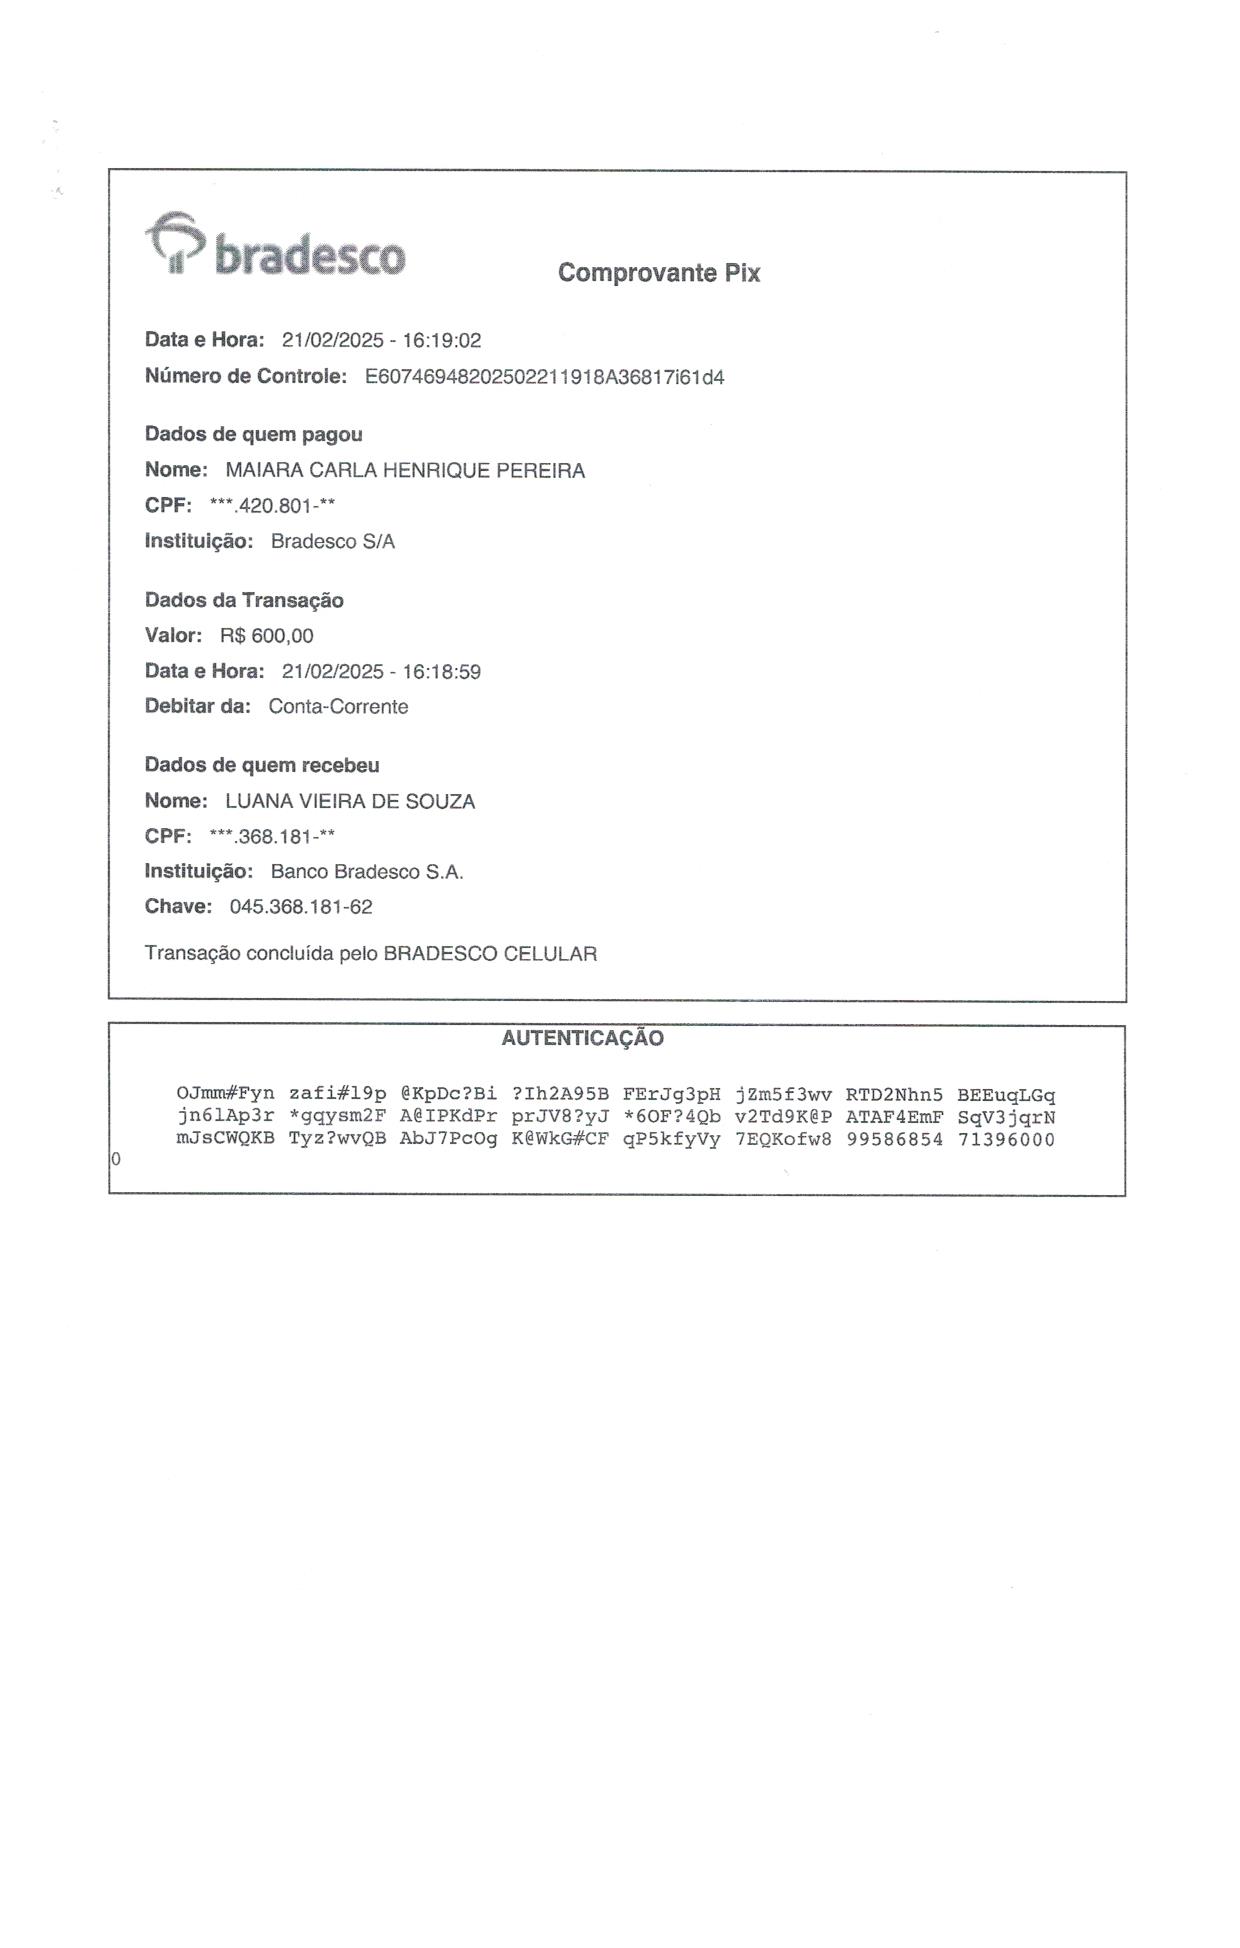 bradesco
Comprovante Pix
Data e Hora: 21/02/2025 - 16:19:02
Número de Controle: E60746948202502211918A36817i61d4
Dados de quem pagou
Nome: MAIARA CARLA HENRIQUE PEREIRA
CPF: ***.420.801-**
Instituição: Bradesco S/A
Dados da Transação
Valor: R$ 600,00
Data e Hora: 21/02/2025 - 16:18:59
Debitar da: Conta-Corrente
Dados de quem recebeu
Nome: LUANA VIEIRA DE SOUZA
CPF: ***.368.181-**
Instituição: Banco Bradesco S.A.
Chave: 045.368.181-62
Transação concluída pelo BRADESCO CELULAR
AUTENTICAÇÃO
OJmm#Fyn zafi#l9p @KpDc?Bi ?Ih2A95B FErJg3pH jZm5f3wv RTD2Nhn5 BEEuqLGq
jn6lAp3r *gqysm2F A@IPKdPr prJV8?yJ *6OF?4Qb v2Td9K@P ATAF4EmF SqV3jqrN
mJsCWQKB Tyz?wvQB AbJ7PcOg K@WkG#CF qP5kfyVy 7EQKofw8 99586854 71396000
0